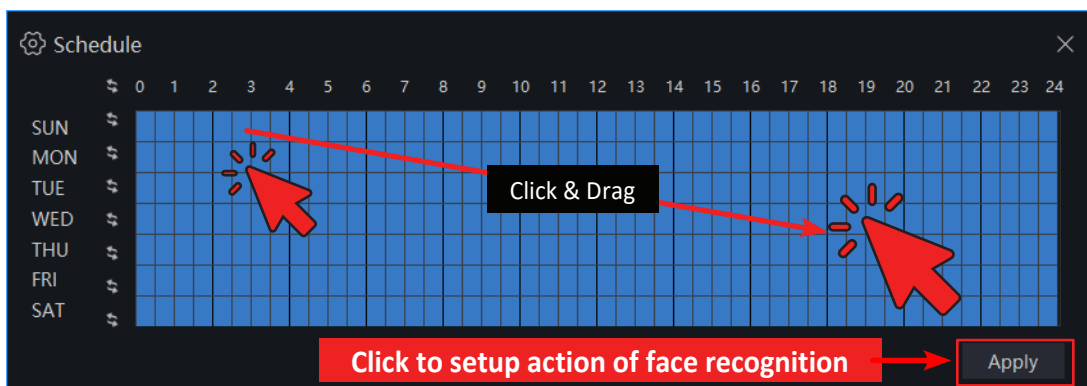 Schedule
0 1 2 3 4 5 6 7 8 9 10 11 12 13 14 15 16 17 18 19 20 21 22 23 24
SUN
MON
TUE
Click & Drag
WED
THU
FRI
SAT
Click to setup action of face recognition
Apply